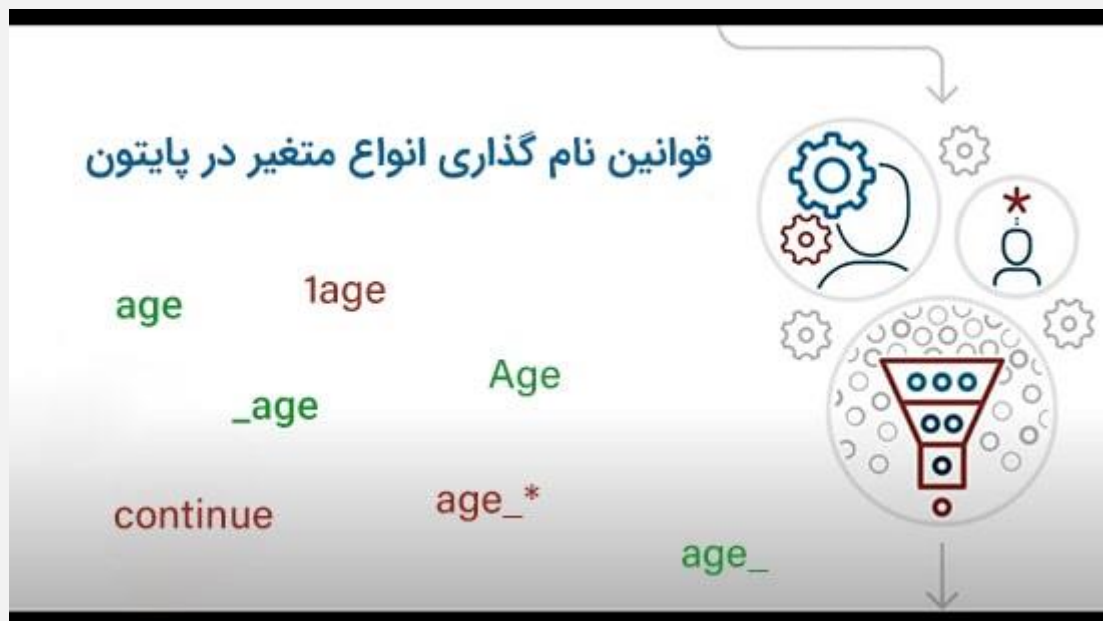 قوانین نام گذاری انواع متغیر در پایتون
age
1age
Age
_age
continue
age_*
age_